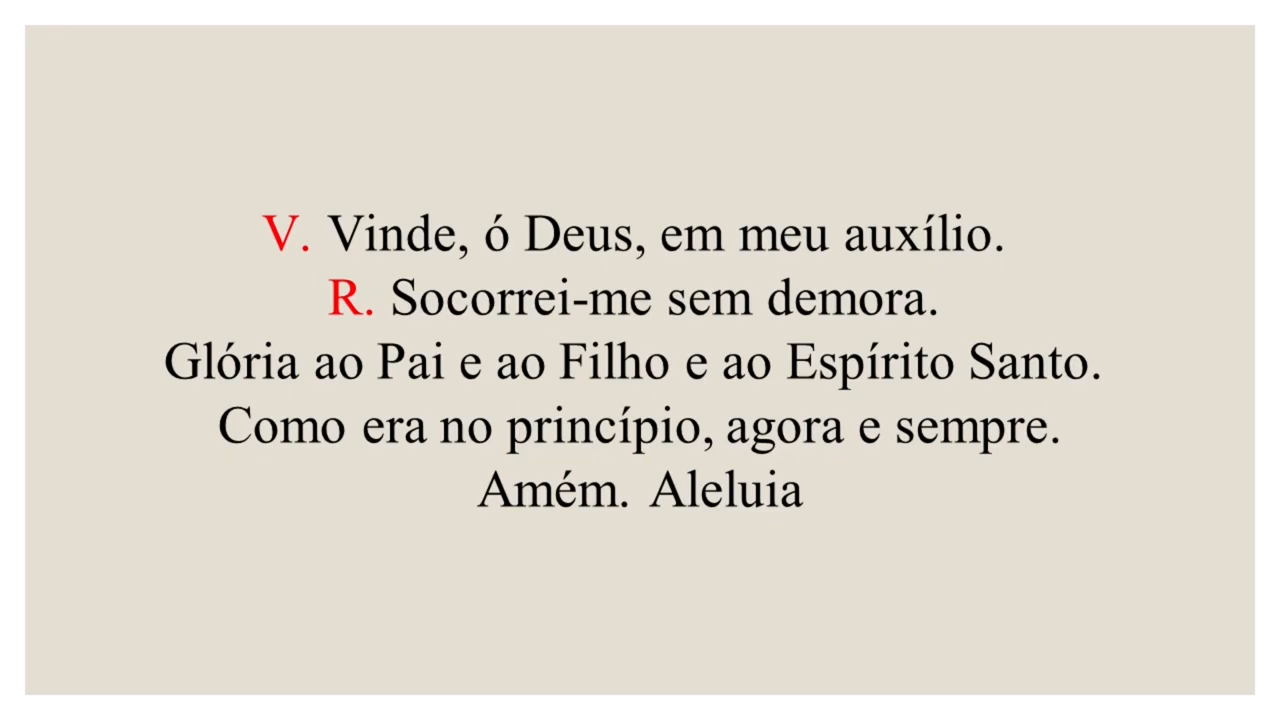 V. Vinde, ó Deus, em meu auxílio.
R. Socorrei-me sem demora.
Glória ao Pai e ao Filho e ao Espírito Santo.
Como era no princípio, agora e sempre.
Amém. Aleluia